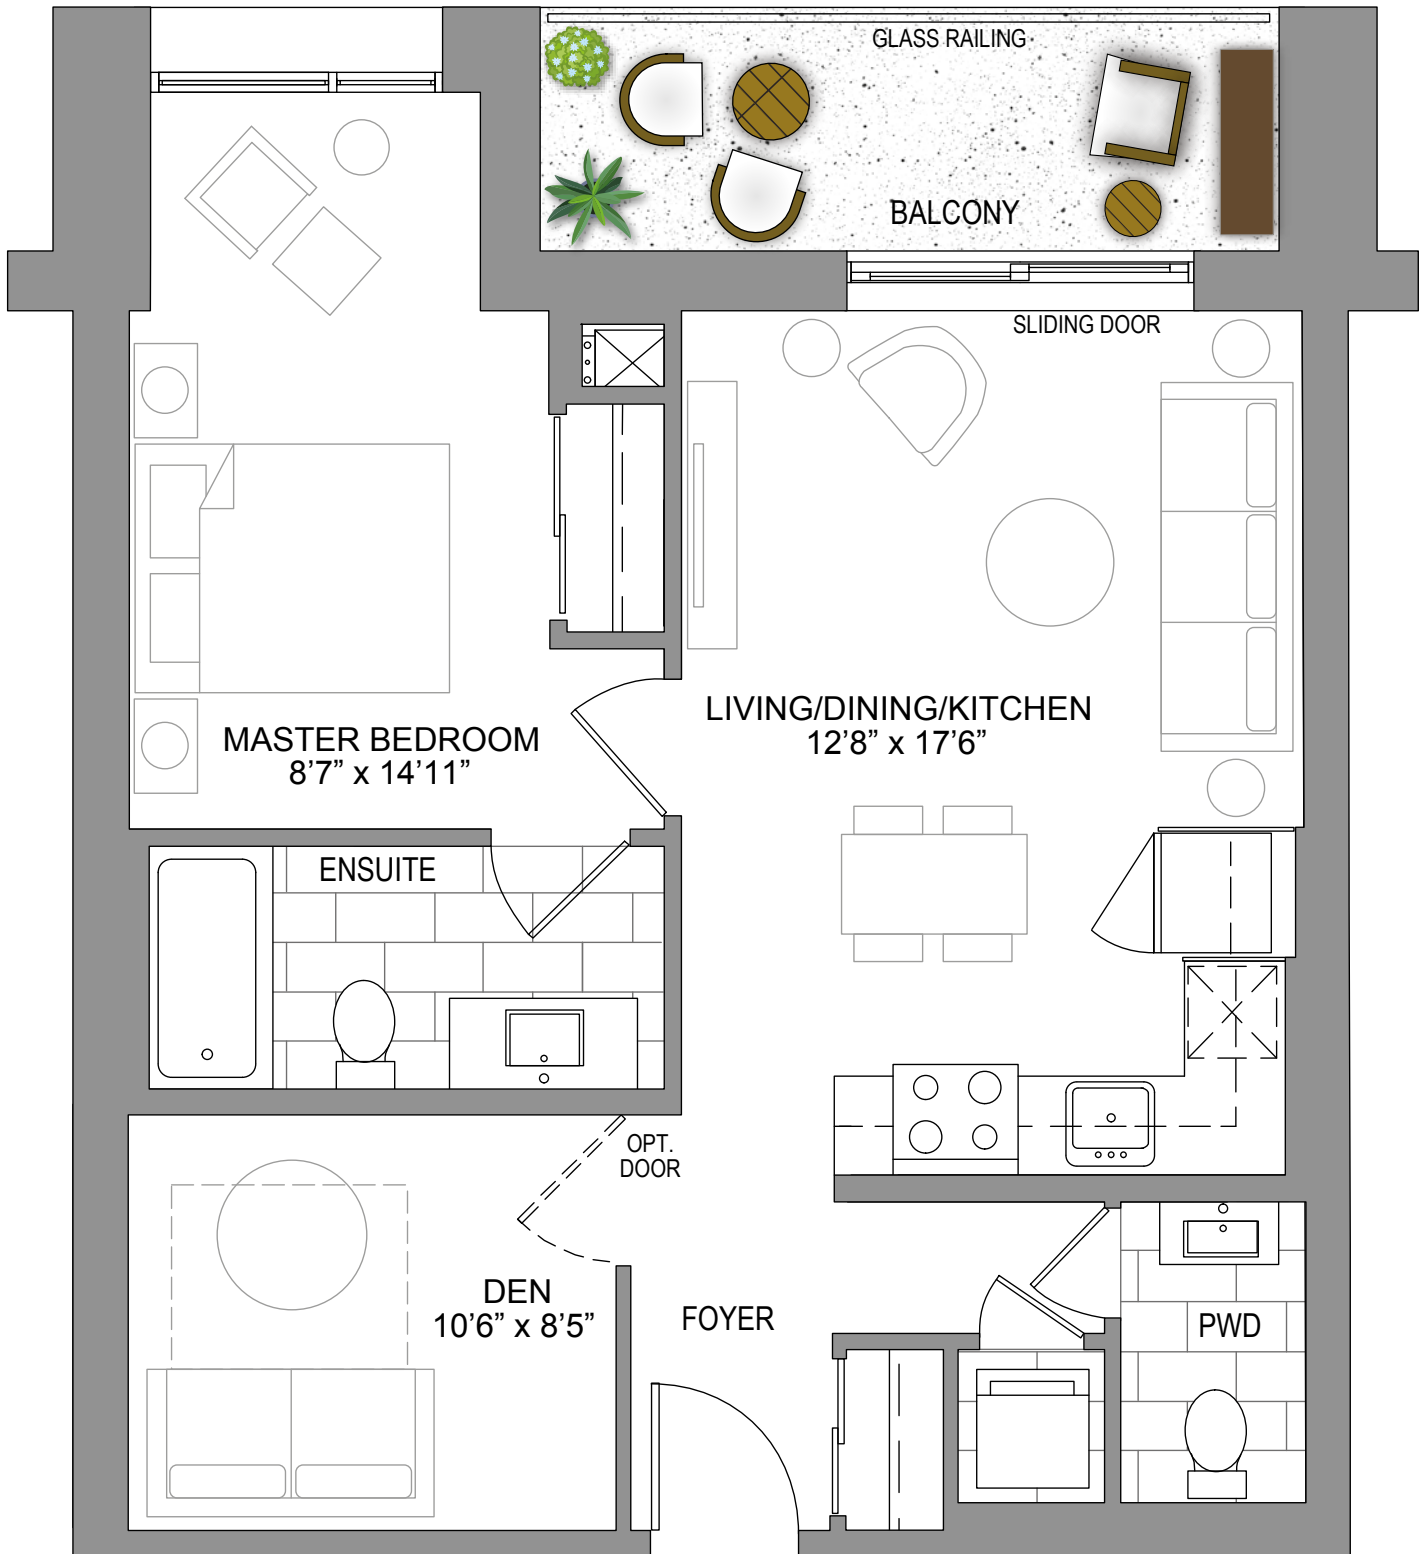 GLASS RAILING
BALCONY
SLIDING DOOR
LIVING/DINING/KITCHEN
12’8” x 17’6”
MASTER BEDROOM
8’7” x 14’11”
ENSUITE
OPT.
DOOR
DEN
10’6” x 8’5”
FOYER
PWD